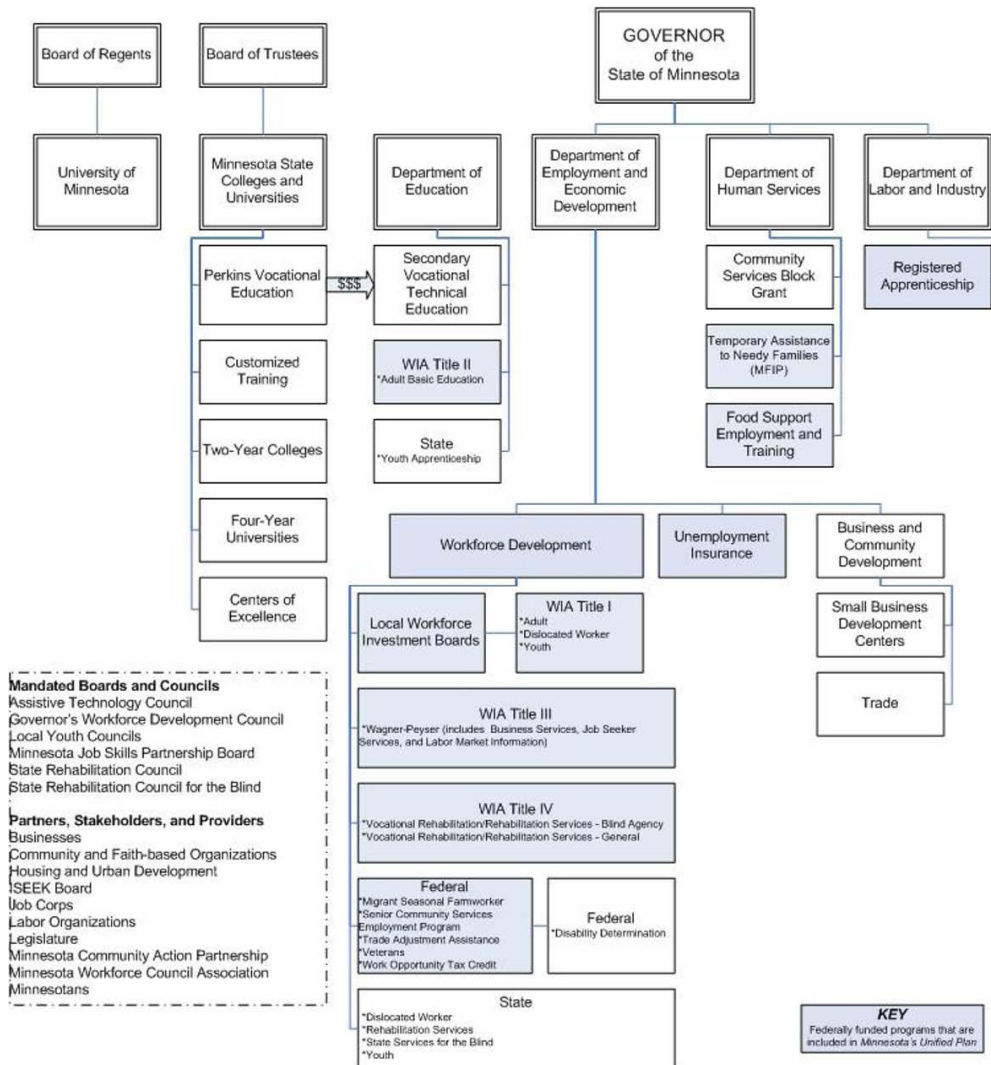 Board of Regents
Board of Trustees
GOVERNOR
of the
State of Minnesota
University of
Minnesota
Minnesota State
Colleges and
Universities
Department of
Education
Department of
Employment and
Economic
Development
Department of
Human Services
Department of
Labor and Industry
Perkins Vocational
Education
$$$
Secondary
Vocational
Technical
Education
Community
Services Block
Grant
Registered
Apprenticeship
Customized
Training
WIA Title II
*Adult Basic Education
Temporary Assistance
to Needy Families
(MFIP)
Two-Year Colleges
State
*Youth Apprenticeship
Food Support
Employment and
Training
Four-Year
Universities
Centers of
Excellence
Workforce Development
Unemployment
Insurance
Business and
Community
Development
Local Workforce
Investment Boards
WIA Title I
*Adult
*Dislocated Worker
*Youth
Small Business
Development
Centers
Trade
WIA Title III
*Wagner-Peyser (includes Business Services, Job Seeker
Services, and Labor Market Information)
WIA Title IV
*Vocational Rehabilitation/Rehabilitation Services - Blind Agency
*Vocational Rehabilitation/Rehabilitation Services - General
Federal
*Migrant Seasonal Farmworker
*Senior Community Services
Employment Program
*Trade Adjustment Assistance
*Veterans
*Work Opportunity Tax Credit
Federal
*Disability Determination
State
*Dislocated Worker
*Rehabilitation Services
*State Services for the Blind
*Youth
Mandated Boards and Councils
Assistive Technology Council
Governor's Workforce Development Council
Local Youth Councils
Minnesota Job Skills Partnership Board
State Rehabilitation Council
State Rehabilitation Council for the Blind
Partners, Stakeholders, and Providers
Businesses
Community and Faith-based Organizations
Housing and Urban Development
ISEEK Board
Job Corps
Labor Organizations
Legislature
Minnesota Community Action Partnership
Minnesota Workforce Council Association
Minnesotans
KEY
Federally funded programs that are
included in Minnesota's Unified Plan